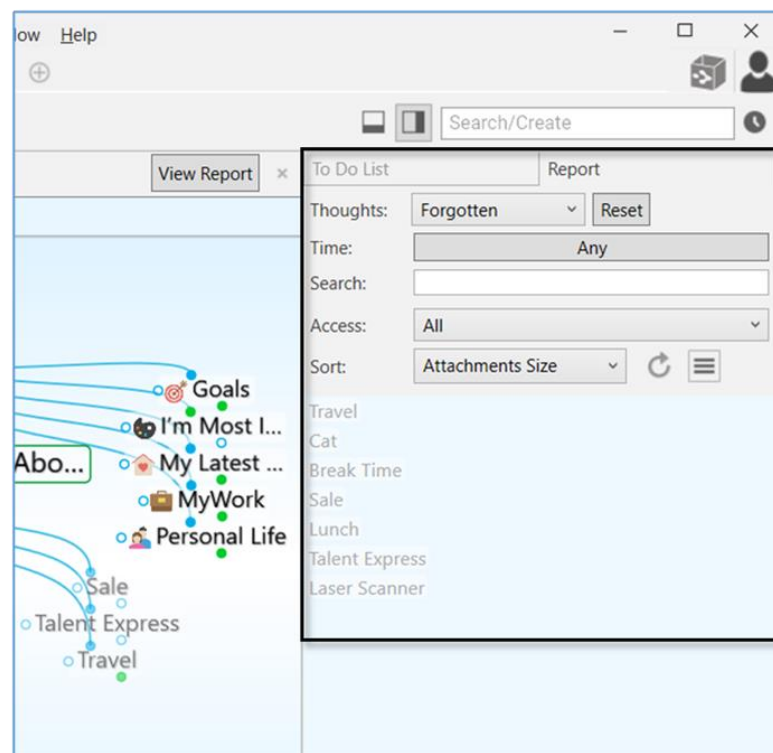 low Help
Search/Create
View Report ×
To Do List Report
Thoughts: Forgotten Reset
Time: Any
Search:
Access: All
Sort: Attachments Size
Travel
Cat
Break Time
Sale
Lunch
Talent Express
Laser Scanner
Goals
I'm Most I...
Abo... My Latest ...
MyWork
Personal Life
Sale
Talent Express
Travel